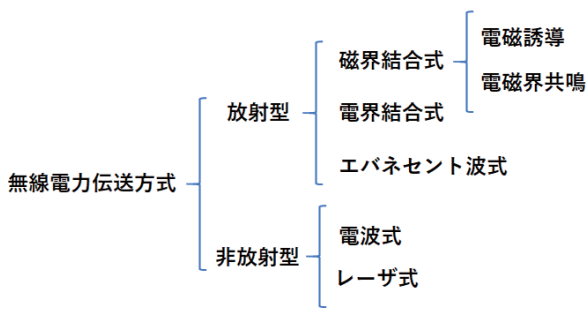 無線電力伝送方式
放射型
磁界結合式
電磁誘導
電磁界共鳴
電界結合式
エバネセント波式
非放射型
電波式
レーザ式